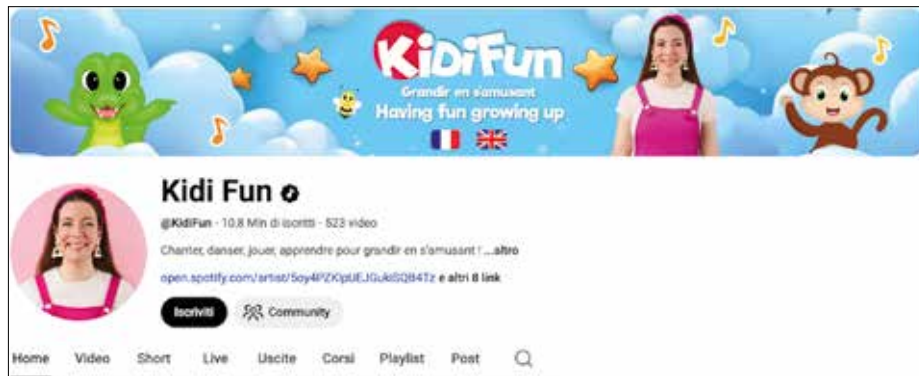 KiDiFun
Grandir en s'amusant
Having fun growing up
Kidi Fun
@KidiFun · 10,8 Mln di iscritti · 523 video
Chanter, danser, jouer, apprendre pour grandir en s'amusant ! ...altro
open.spotify.com/artist/ e altri 8 link
Iscriviti Community
Home Video Short Live Uscite Corsi Playlist Post